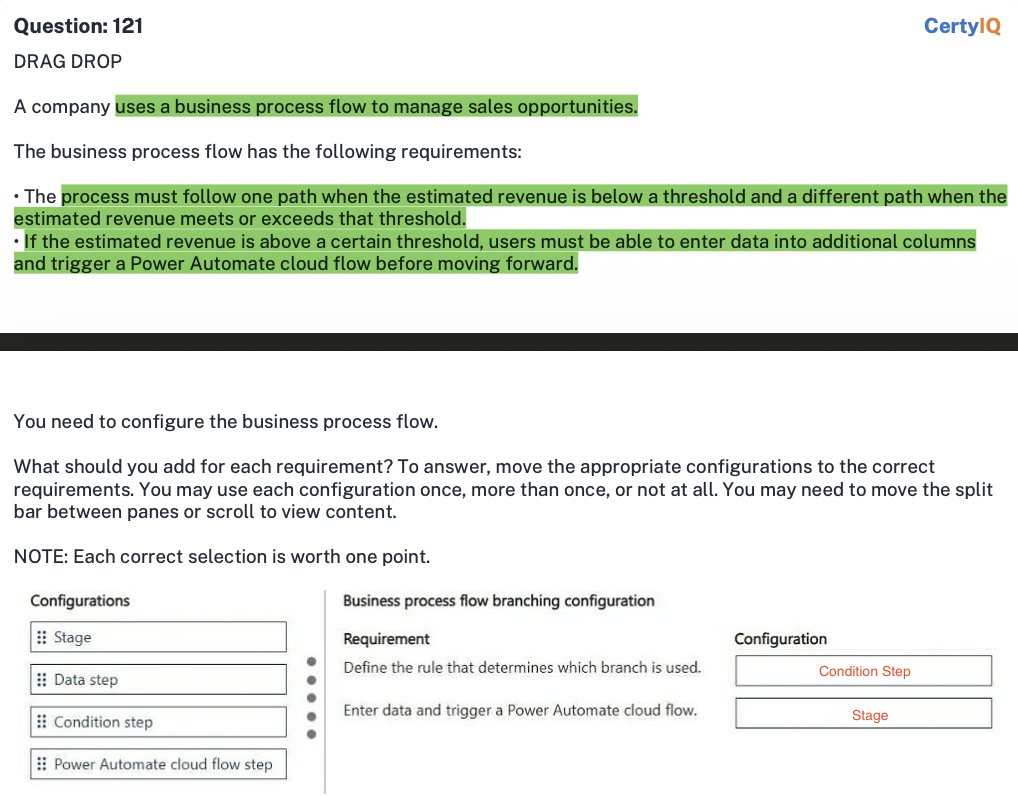 Question: 121
CertyIQ
DRAG DROP
A company uses a business process flow to manage sales opportunities.
The business process flow has the following requirements:
• The process must follow one path when the estimated revenue is below a threshold and a different path when the
estimated revenue meets or exceeds that threshold.
• If the estimated revenue is above a certain threshold, users must be able to enter data into additional columns
and trigger a Power Automate cloud flow before moving forward.
You need to configure the business process flow.
What should you add for each requirement? To answer, move the appropriate configurations to the correct
requirements. You may use each configuration once, more than once, or not at all. You may need to move the split
bar between panes or scroll to view content.
NOTE: Each correct selection is worth one point.
Configurations
Stage
Data step
Condition step
Power Automate cloud flow step
Business process flow branching configuration
Requirement
Configuration
Define the rule that determines which branch is used.
Condition Step
Enter data and trigger a Power Automate cloud flow.
Stage